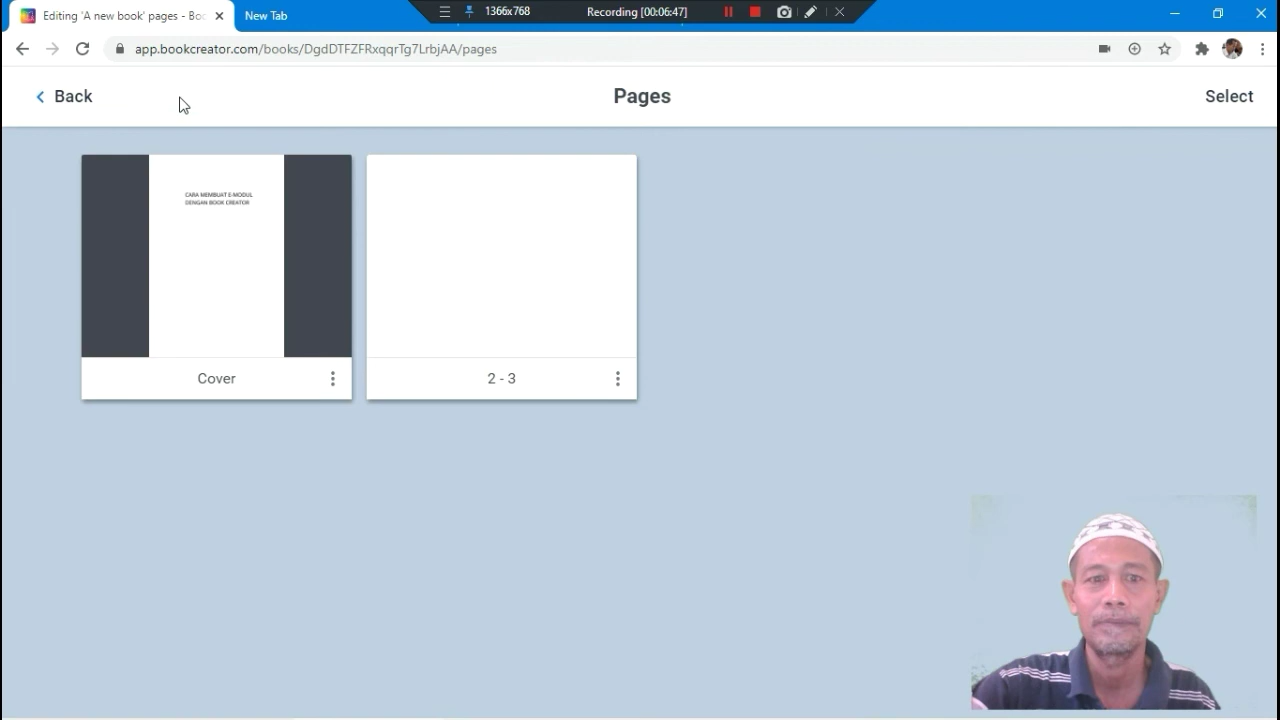 Editing 'A new book' pages - Boo
New Tab
1366x768
Recording [00:06:47]
app.bookcreator.com/books/DgdDTFZFRxqqrTg7LrbjAA/pages
Back
Pages
Select
CARA MEMBUAT E-MODUL
DENGAN BOOK CREATOR
Cover
2 - 3